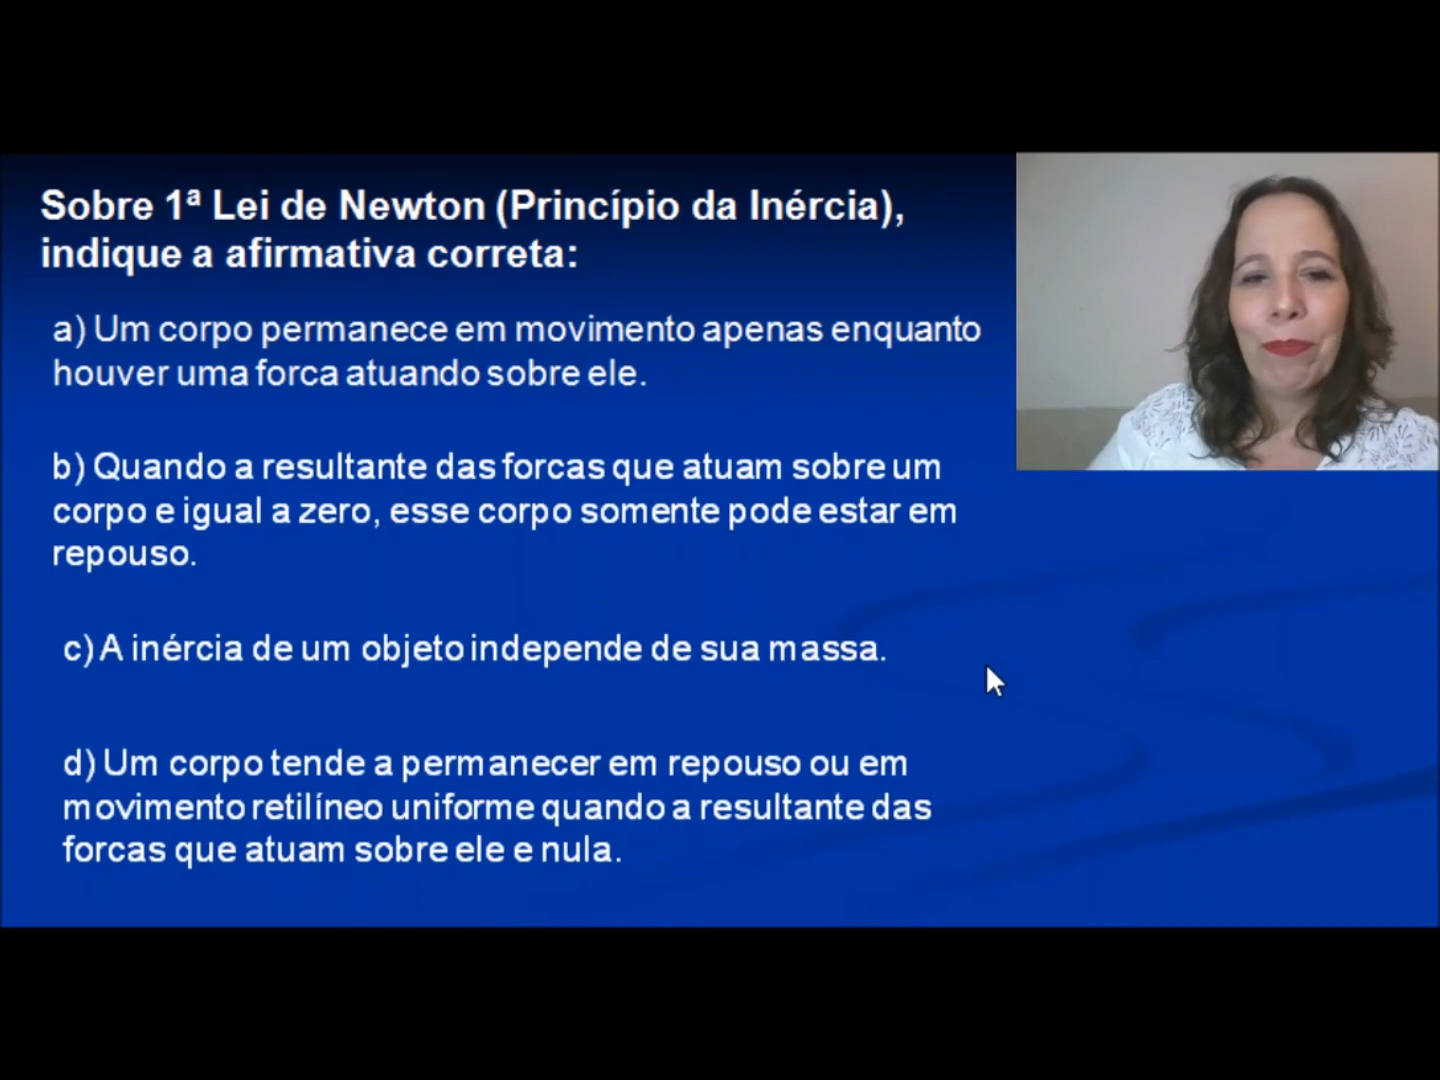 Sobre 1ª Lei de Newton (Princípio da Inércia),
indique a afirmativa correta:
a) Um corpo permanece em movimento apenas enquanto
houver uma forca atuando sobre ele.
b) Quando a resultante das forcas que atuam sobre um
corpo e igual a zero, esse corpo somente pode estar em
repouso.
c) A inércia de um objeto independe de sua massa.
d) Um corpo tende a permanecer em repouso ou em
movimento retilíneo uniforme quando a resultante das
forcas que atuam sobre ele e nula.